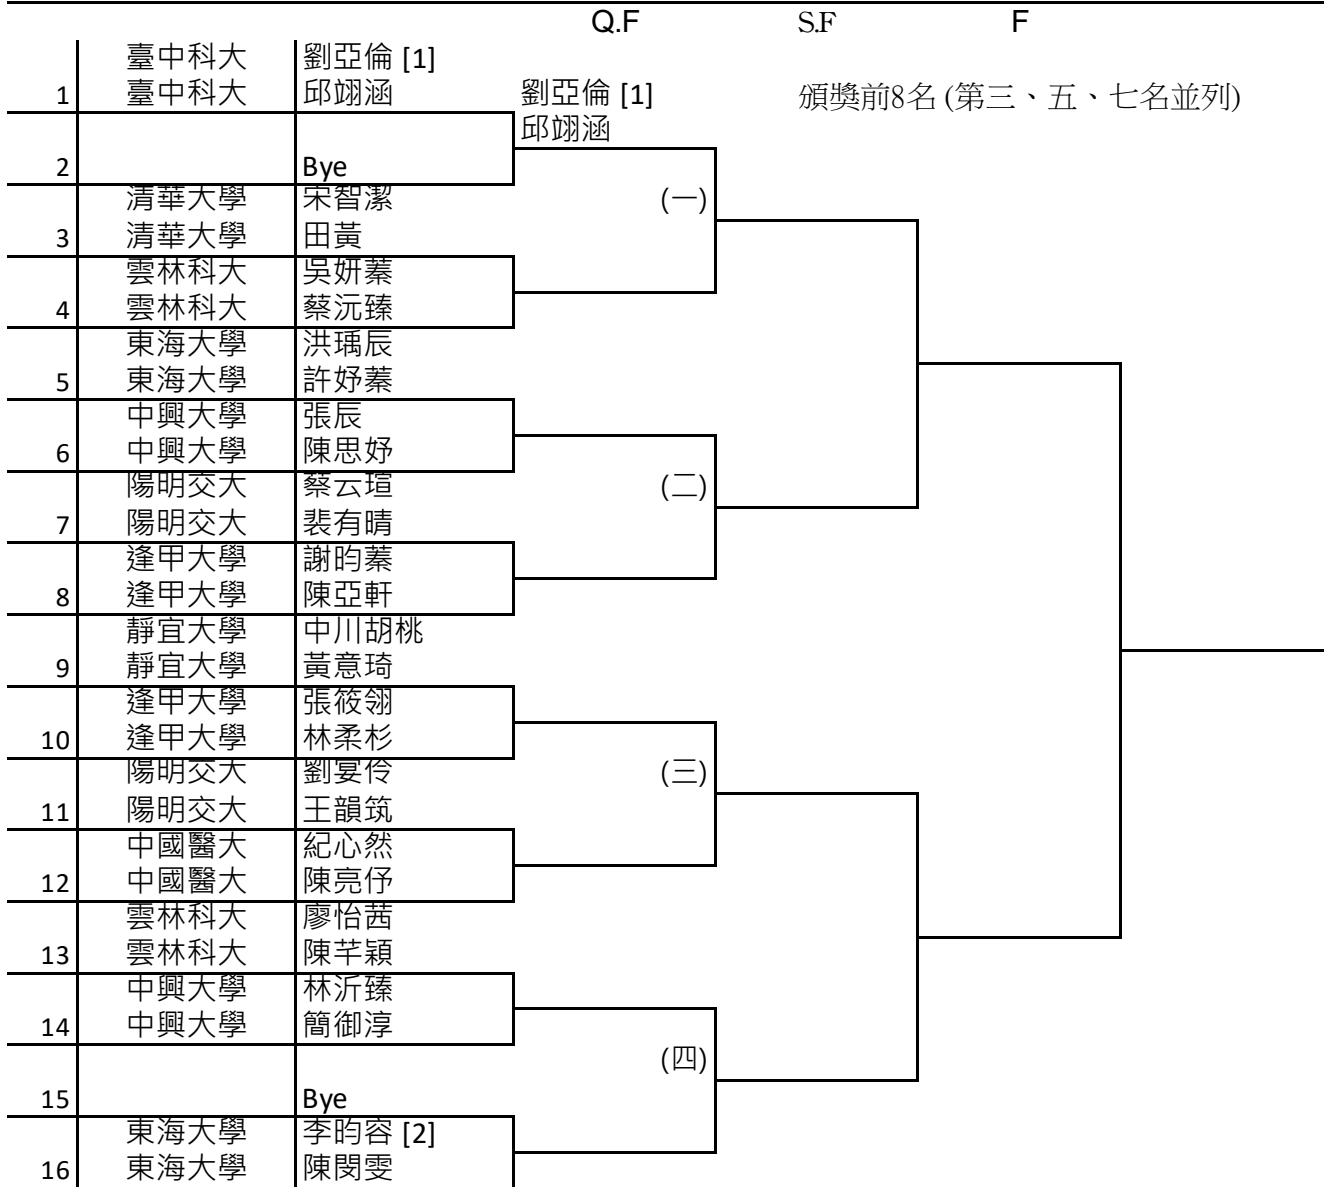 Q.F S.F F
臺中科大 劉亞倫 [1]
1 臺中科大 邱翊涵 劉亞倫 [1] 頒獎前8名 (第三、五、七名並列)
邱翊涵
2 Bye
清華大學 宋智潔 (一)
3 清華大學 田黃
雲林科大 吳妍蓁
4 雲林科大 蔡沅臻
東海大學 洪瑀辰
5 東海大學 許妤蓁
中興大學 張辰
6 中興大學 陳思妤
陽明交大 蔡云瑄 (二)
7 陽明交大 裴有晴
逢甲大學 謝昀蓁
8 逢甲大學 陳亞軒
靜宜大學 中川胡桃
9 靜宜大學 黃意琦
逢甲大學 張筱翎
10 逢甲大學 林柔杉
陽明交大 劉宴伶 (三)
11 陽明交大 王韻筑
中國醫大 紀心然
12 中國醫大 陳亮伃
雲林科大 廖怡茜
13 雲林科大 陳芊穎
中興大學 林沂臻
14 中興大學 簡御淳
(四)
15 Bye
東海大學 李昀容 [2]
16 東海大學 陳閔雯